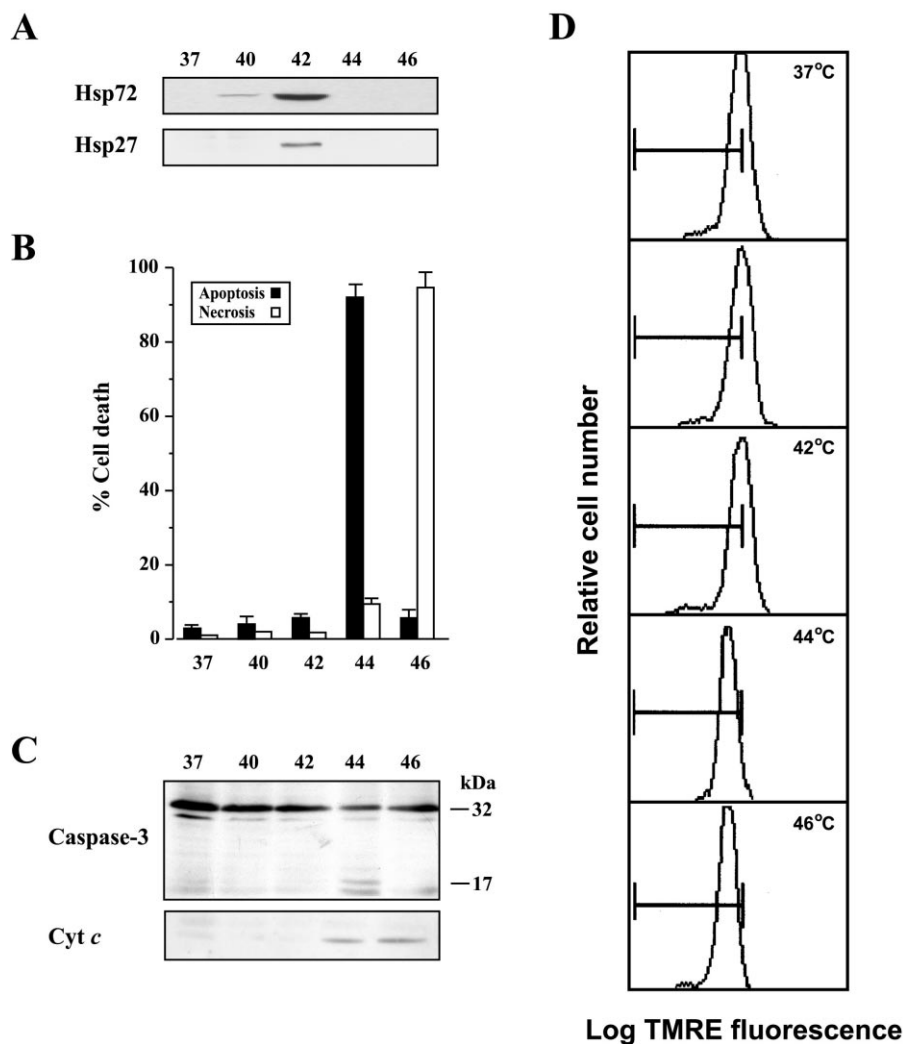 A
37 40 42 44 46
Hsp72
Hsp27
B
100
80
60
40
20
0
% Cell death
Apoptosis
Necrosis
37 40 42 44 46
C
37 40 42 44 46
kDa
32
17
Caspase-3
Cyt c
D
37°C
42°C
44°C
46°C
Relative cell number
Log TMRE fluorescence